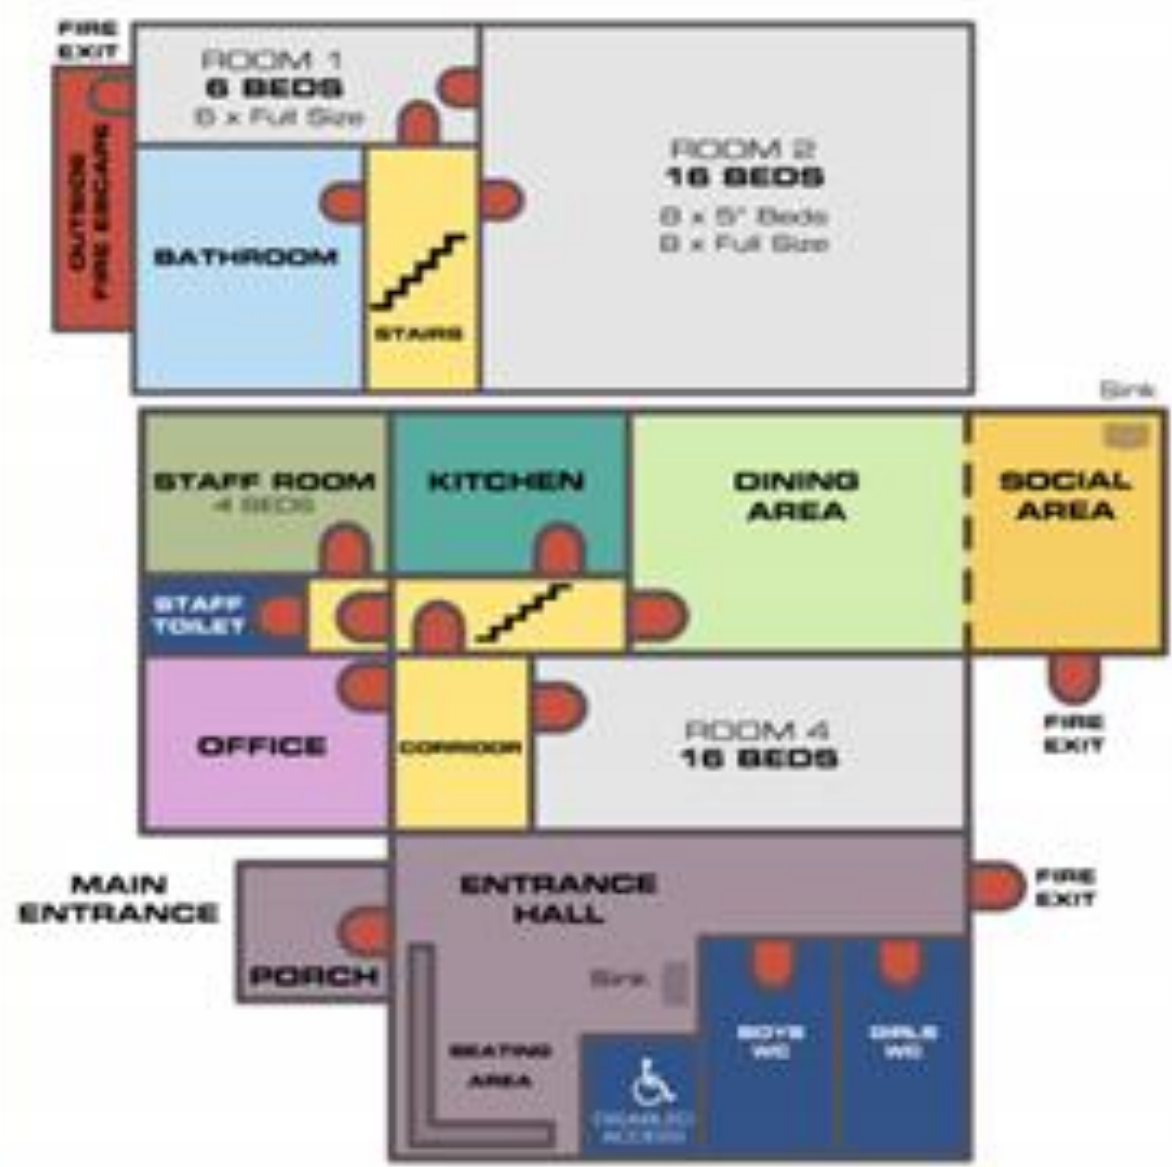 FIRE
EXIT
ROOM 1
6 BEDS
6 x Full Size
OUTSIDE
FIRE ESCAPE
BATHROOM
STAIRS
ROOM 2
16 BEDS
8 x 5" Beds
8 x Full Size
Sink
STAFF ROOM
4 BEDS
KITCHEN
DINING
AREA
SOCIAL
AREA
STAFF
TOILET
OFFICE
CORRIDOR
ROOM 4
16 BEDS
FIRE
EXIT
MAIN
ENTRANCE
PORCH
ENTRANCE
HALL
FIRE
EXIT
Sink
SEATING
AREA
BOYS
WC
GIRLS
WC
DISABLED
ACCESS